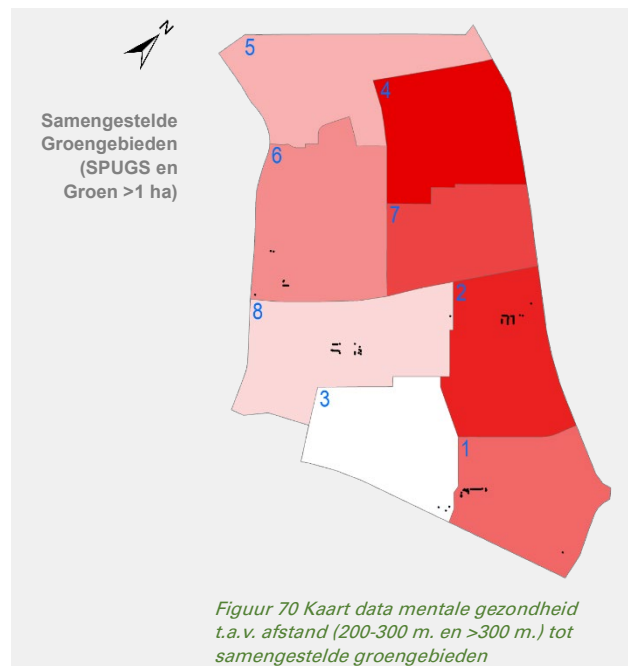 N
5
4
Samengestelde
Groengebieden
(SPUGS en
Groen >1 ha)
6
7
2
8
3
1
Figuur 70 Kaart data mentale gezondheid
t.a.v. afstand (200-300 m. en >300 m.) tot
samengestelde groengebieden